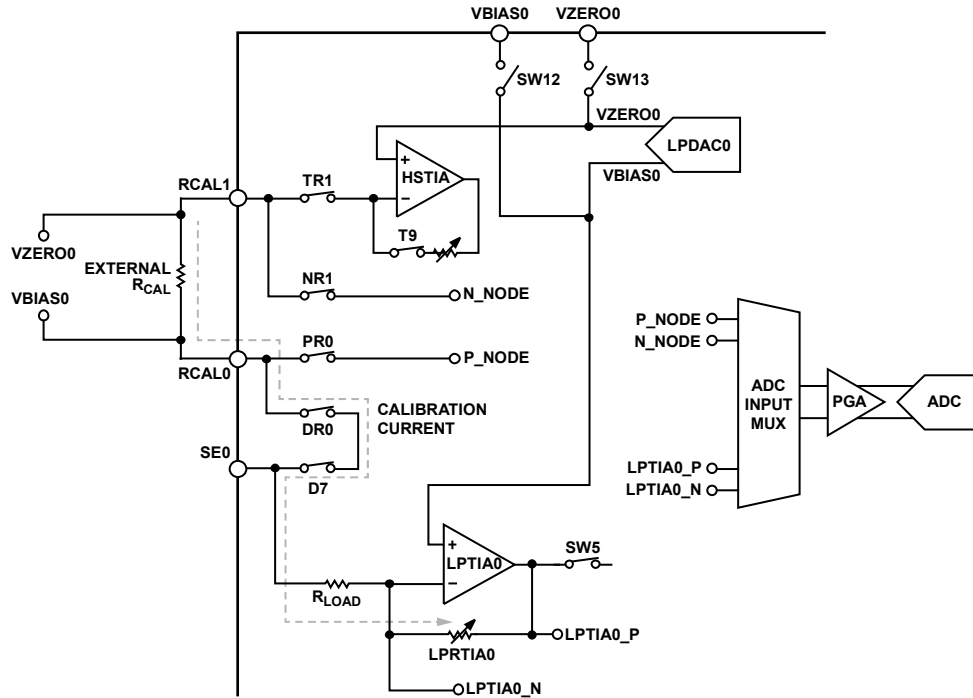 VBIAS0
VZERO0
SW12
SW13
VZERO0
LPDAC0
VBIAS0
+
HSTIA
−
RCAL1
TR1
T9
VZERO0
EXTERNAL
RCAL
VBIAS0
NR1
N_NODE
PR0
P_NODE
RCAL0
DR0
CALIBRATION
CURRENT
SE0
D7
P_NODE
N_NODE
ADC
INPUT
MUX
PGA
ADC
LPTIA0_P
LPTIA0_N
+
LPTIA0
−
SW5
RLOAD
LPRTIA0
LPTIA0_P
LPTIA0_N